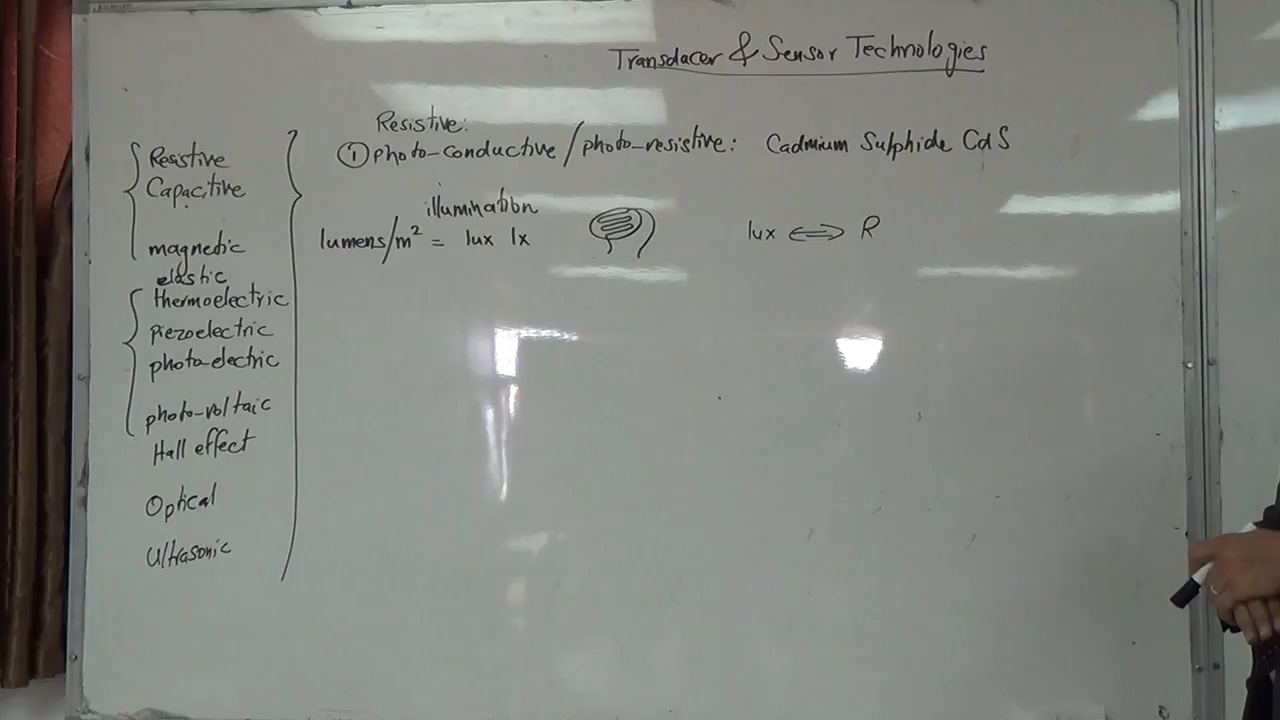 Transdacer & Sensor Technologies
Resistive
Capacitive
magnetic
elastic
thermoelectric
piezoelectric
photo-electric
photo-voltaic
Hall effect
Optical
Ultrasonic
Resistive:
① photo-conductive/photo-resistive: Cadmium Sulphide CdS
illumination
lumens/m² = lux lx
lux ⇔ R